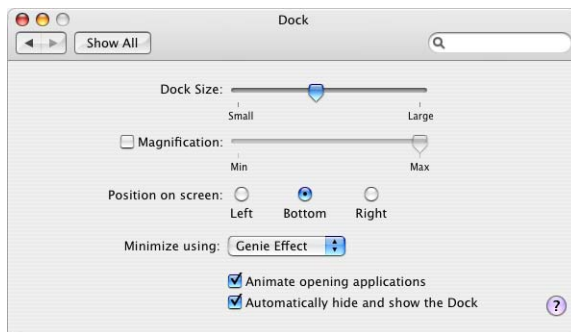 Dock
Show All
Dock Size:
Small Large
Magnification:
Min Max
Position on screen:
Left Bottom Right
Minimize using: Genie Effect
Animate opening applications
Automatically hide and show the Dock
?